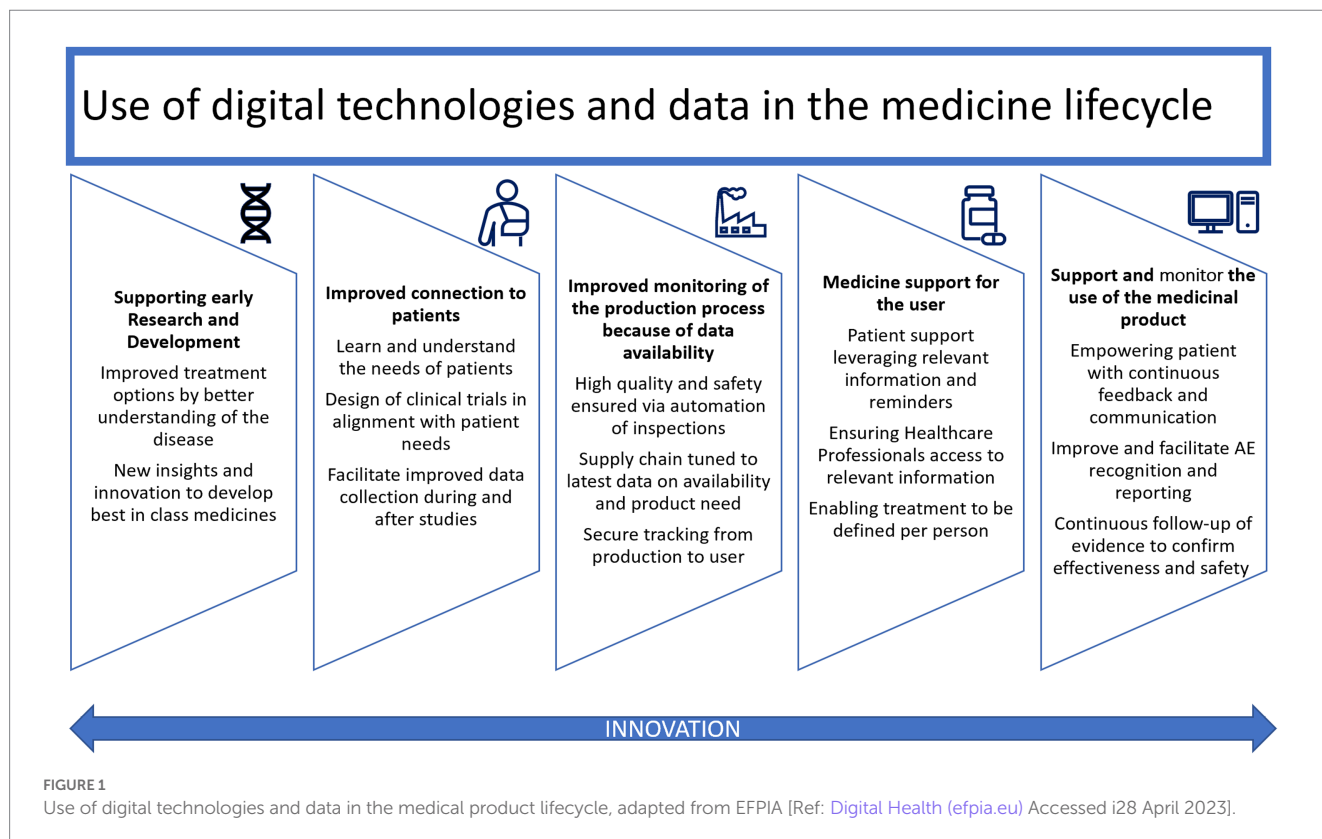 Use of digital technologies and data in the medicine lifecycle
Supporting early
Research and
Development
Improved treatment
options by better
understanding of the
disease
New insights and
innovation to develop
best in class medicines
Improved connection to
patients
Learn and understand
the needs of patients
Design of clinical trials in
alignment with patient
needs
Facilitate improved data
collection during and
after studies
Improved monitoring of
the production process
because of data
availability
High quality and safety
ensured via automation
of inspections
Supply chain tuned to
latest data on availability
and product need
Secure tracking from
production to user
Medicine support for
the user
Patient support
leveraging relevant
information and
reminders
Ensuring Healthcare
Professionals access to
relevant information
Enabling treatment to be
defined per person
Support and monitor the
use of the medicinal
product
Empowering patient
with continuous
feedback and
communication
Improve and facilitate AE
recognition and
reporting
Continuous follow-up of
evidence to confirm
effectiveness and safety
INNOVATION
FIGURE 1
Use of digital technologies and data in the medical product lifecycle, adapted from EFPIA [Ref: Digital Health (efpia.eu) Accessed i28 April 2023].